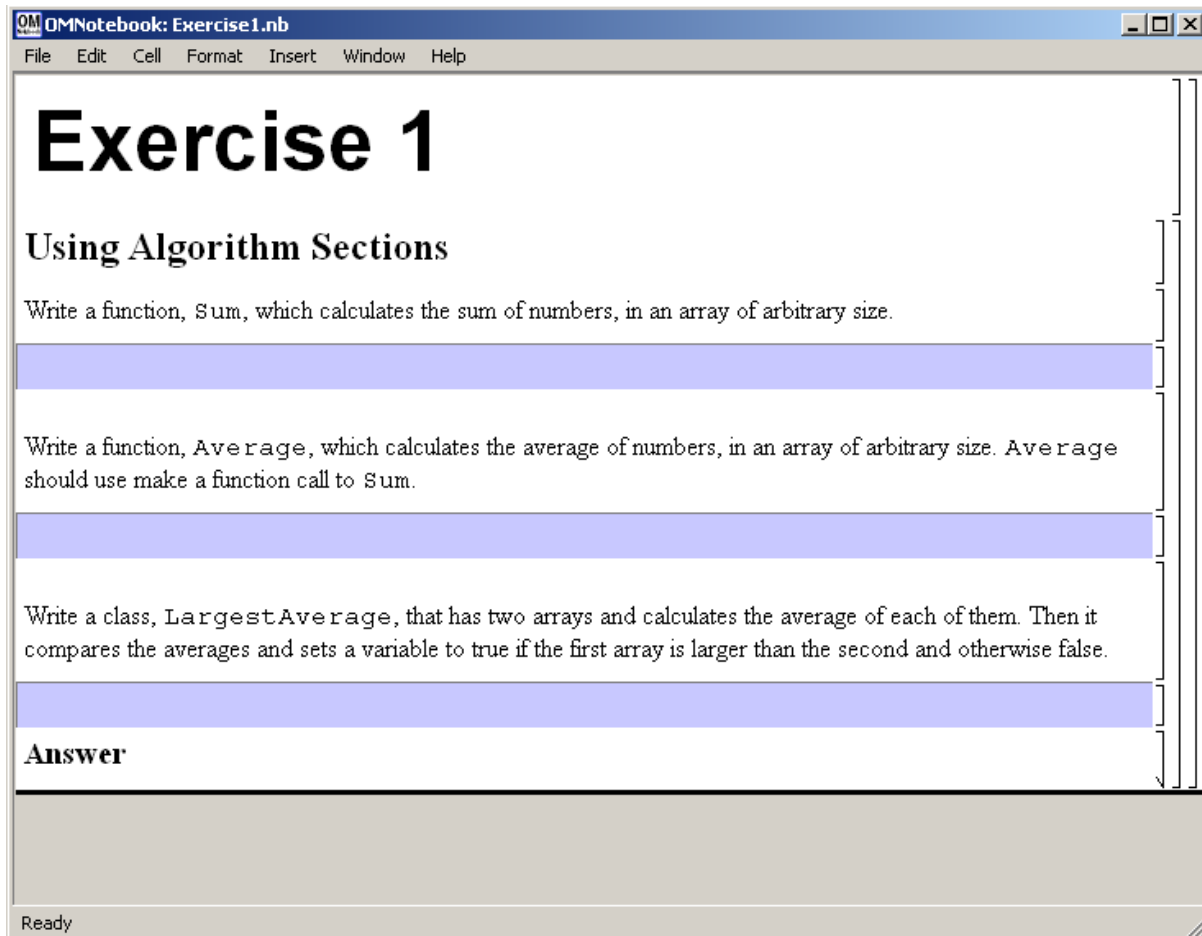 OMNotebook: Exercise1.nb
File Edit Cell Format Insert Window Help
Exercise 1
Using Algorithm Sections
Write a function, Sum, which calculates the sum of numbers, in an array of arbitrary size.
Write a function, Average, which calculates the average of numbers, in an array of arbitrary size. Average
should use make a function call to Sum.
Write a class, LargestAverage, that has two arrays and calculates the average of each of them. Then it
compares the averages and sets a variable to true if the first array is larger than the second and otherwise false.
Answer
Ready